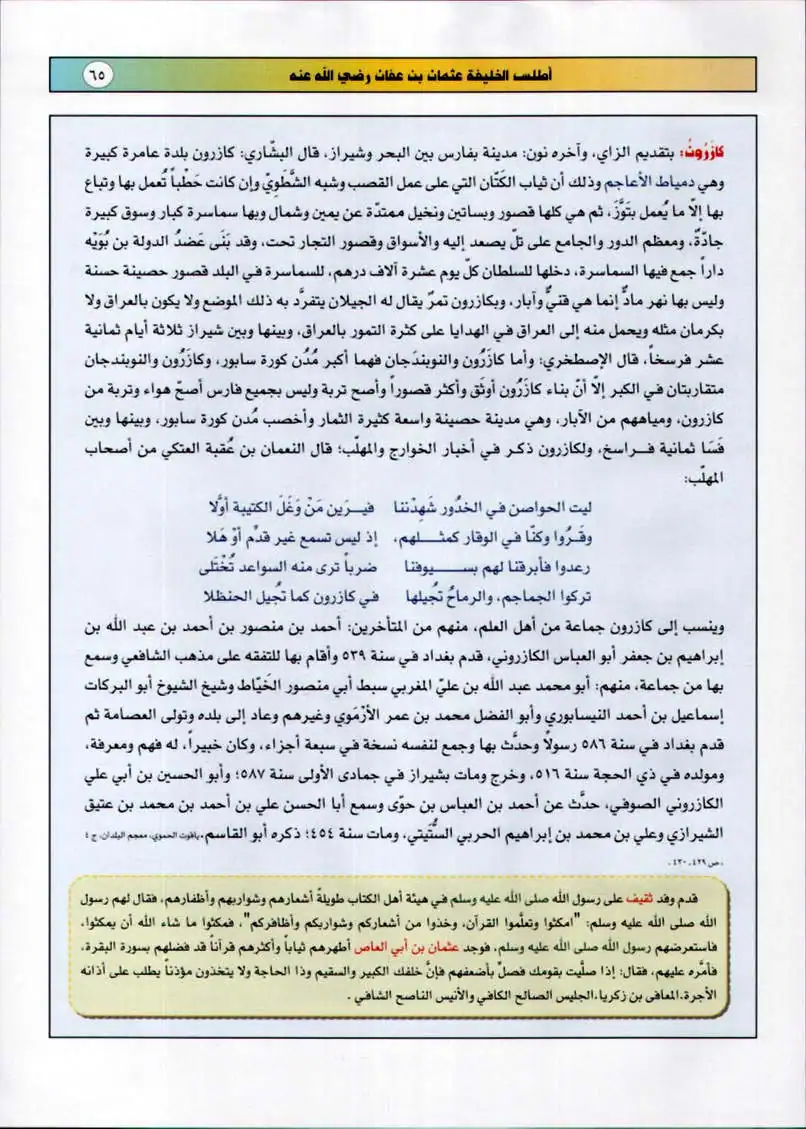 أطلس الخليفة عثمان بن عفان رضي الله عنه
٦٥
كازَرُونُ: بتقديم الزاي، وآخره نون: مدينة بفارس بين البحر وشيراز، قال البشّاري: كازرون بلدة عامرة كبيرة
وهي دمياط الأعاجم وذلك أن ثياب الكَتّان التي على عمل القصب وشبه الشَّطَوِيّ وإن كانت حَطْباً تُعمل بها وتباع
بها إلّا ما يُعمل بتَوَّزَ، ثم هي كلها قصور وبساتين ونخيل ممتدّة عن يمين وشمال وبها سماسرة كبار وسوق كبيرة
جادّةٌ، ومعظم الدور والجامع على تلّ يصعد إليه والأسواق وقصور التجار تحت، وقد بَنَى عَضدُ الدولة بن بُوَيْه
داراً جمع فيها السماسرة، دخلها للسلطان كلّ يوم عشرة آلاف درهم، للسماسرة في البلد قصور حصينة حسنة
وليس بها نهر مادٌّ إنما هي قنيٌّ وآبار، وبكازرون تمرٌ يقال له الجيلان يتفرَّد به ذلك الموضع ولا يكون بالعراق ولا
بكرمان مثله ويحمل منه إلى العراق في الهدايا على كثرة التمور بالعراق، وبينها وبين شيراز ثلاثة أيام ثمانية
عشر فرسخاً، قال الإصطخري: وأما كازَرُون والنوبندَجان فهما أكبر مُدُن كورة سابور، وكازَرُون والنوبندجان
متقاربتان في الكبر إلّا أنّ بناء كازَرُون أوثَق وأكثر قصوراً وأصح تربة وليس بجميع فارس أصحّ هواء وتربة من
كازرون، ومياههم من الآبار، وهي مدينة حصينة واسعة كثيرة الثمار وأخصب مدُن كورة سابور، وبينها وبين
فَسَا ثمانية فراسخ، ولكازرون ذكر في أخبار الخوارج والمهلّب؛ قال النعمان بن عُقبة العتكي من أصحاب
المهلّب:
ليت الحواصن في الخدُور شَهِدْننا فيرَين مَنْ وَغَلَ الكتيبة أوَّلا
وقَرُوا وكنّا في الوقار كمثلهم، إذ ليس تسمع غير قدِّم أوْ هَلا
رعدوا فأبرقنا لهم بسيوفنا ضرباً ترى منه السواعد تُخْتَلى
تركوا الجماجم، والرماحُ تُجيلها في كازرون كما تُجيل الحنظلا
وينسب إلى كازرون جماعة من أهل العلم، منهم من المتأخرين: أحمد بن منصور بن أحمد بن عبد الله بن
إبراهيم بن جعفر أبو العباس الكازروني، قدم بغداد في سنة ٥٣٩ وأقام بها للتفقه على مذهب الشافعي وسمع
بها من جماعة، منهم: أبو محمد عبد الله بن عليّ المغربي سبط أبي منصور الخَيّاط وشيخ الشيوخ أبو البركات
إسماعيل بن أحمد النيسابوري وأبو الفضل محمد بن عمر الأَرْمَوي وغيرهم وعاد إلى بلده وتولى العصامة ثم
قدم بغداد في سنة ٥٨٦ رسولاً وحدَّث بها وجمع لنفسه نسخة في سبعة أجزاء، وكان خبيراً، له فهم ومعرفة،
ومولده في ذي الحجة سنة ٥١٦، وخرج ومات بشيراز في جمادى الأولى سنة ٥٨٧؛ وأبو الحسين بن أبي علي
الكازروني الصوفي، حدَّث عن أحمد بن العباس بن حوّى وسمع أبا الحسن علي بن أحمد بن محمد بن عتيق
الشيرازي وعلي بن محمد بن إبراهيم الحربي السُّتَيتي، ومات سنة ٤٥٤؛ ذكره أبو القاسم.ياقوت الحموي، معجم البلدان، ج ٤
، ص ٤٢٩، ٤٣٠.
قدم وفد ثقيف على رسول الله صلى الله عليه وسلم في هيئة أهل الكتاب طويلةً أشعارهم وشواربهم وأظفارهم، فقال لهم رسول
الله صلى الله عليه وسلم: "امكثوا وتعلَّموا القرآن، وخذوا من أشعاركم وشواربكم وأظافركم"، فمكثوا ما شاء الله أن يمكثوا،
فاستعرضهم رسول الله صلى الله عليه وسلم، فوجد عثمان بن أبي العاص أطهرهم ثياباً وأكثرهم قرآناً قد فضلهم بسورة البقرة،
فأمَّره عليهم، فقال: إذا صلَّيت بقومك فصلِّ بأضعفهم فإنَّ خلفك الكبير والسقيم وذا الحاجة ولا يتخذون مؤذناً يطلب على أذانه
الأجرة.المعافى بن زكريا،الجليس الصالح الكافي والأنيس الناصح الشافي .